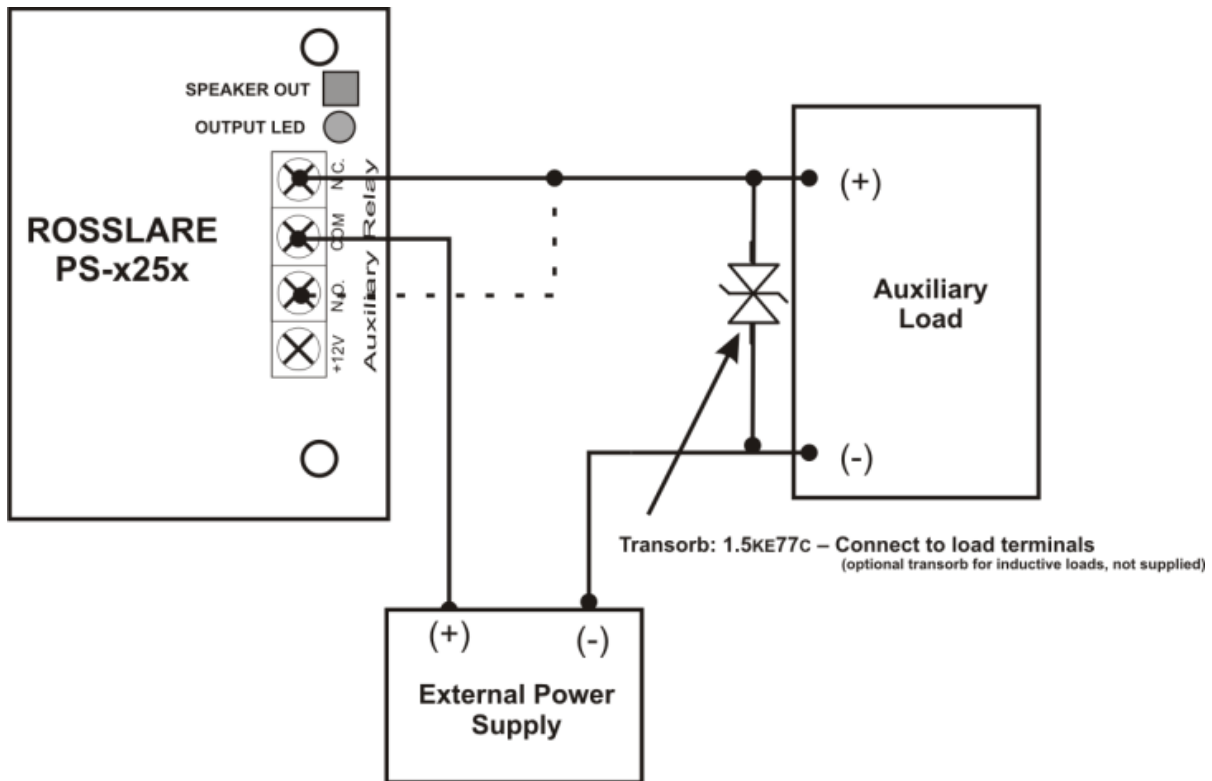 SPEAKER OUT
OUTPUT LED
ROSSLARE
PS-x25x
N.C.
COM
N.O.
+12V
Auxiliary Relay
(+)
Auxiliary
Load
(-)
Transorb: 1.5KE77C – Connect to load terminals
(optional transorb for inductive loads, not supplied)
(+)
(-)
External Power
Supply